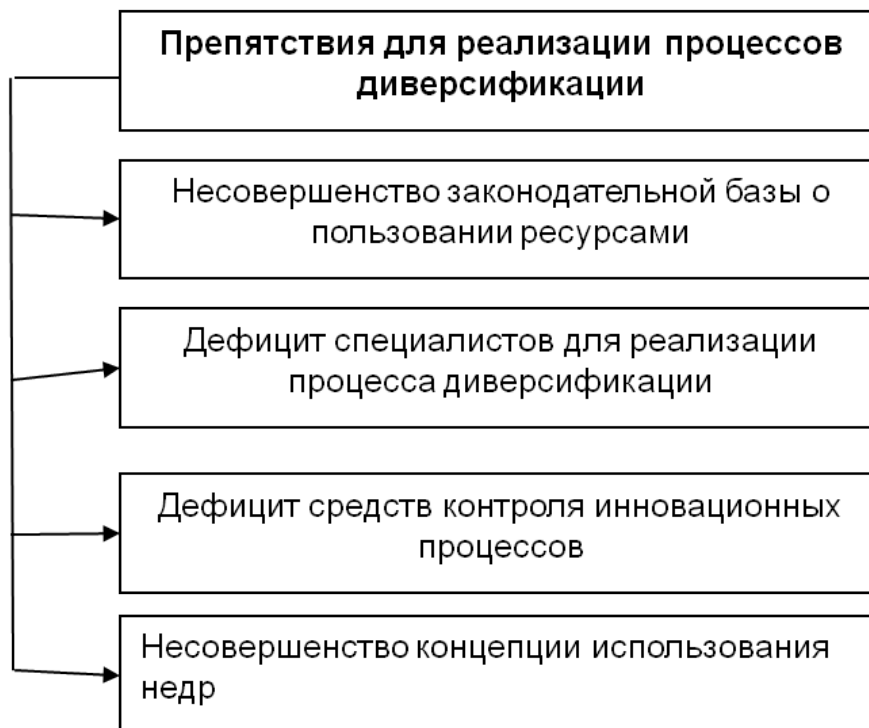 Препятствия для реализации процессов
диверсификации
Несовершенство законодательной базы о
пользовании ресурсами
Дефицит специалистов для реализации
процесса диверсификации
Дефицит средств контроля инновационных
процессов
Несовершенство концепции использования
недр